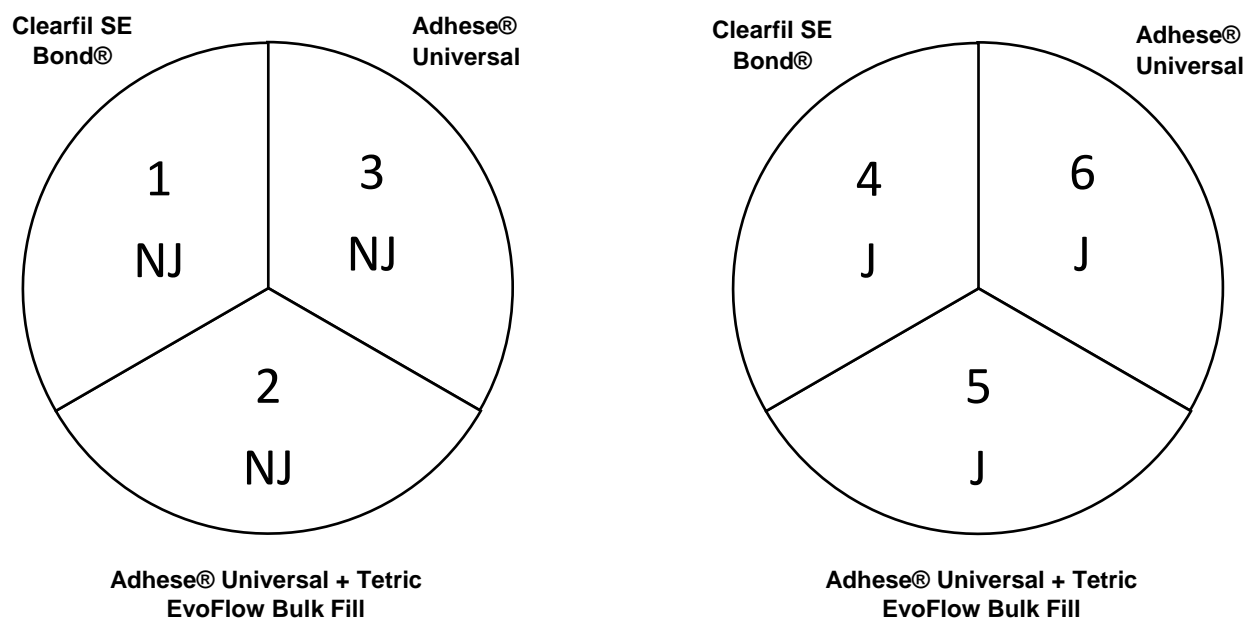 Clearfil SE
Bond®
Adhese®
Universal
1
NJ
3
NJ
2
NJ
Adhese® Universal + Tetric
EvoFlow Bulk Fill
Clearfil SE
Bond®
Adhese®
Universal
4
J
6
J
5
J
Adhese® Universal + Tetric
EvoFlow Bulk Fill